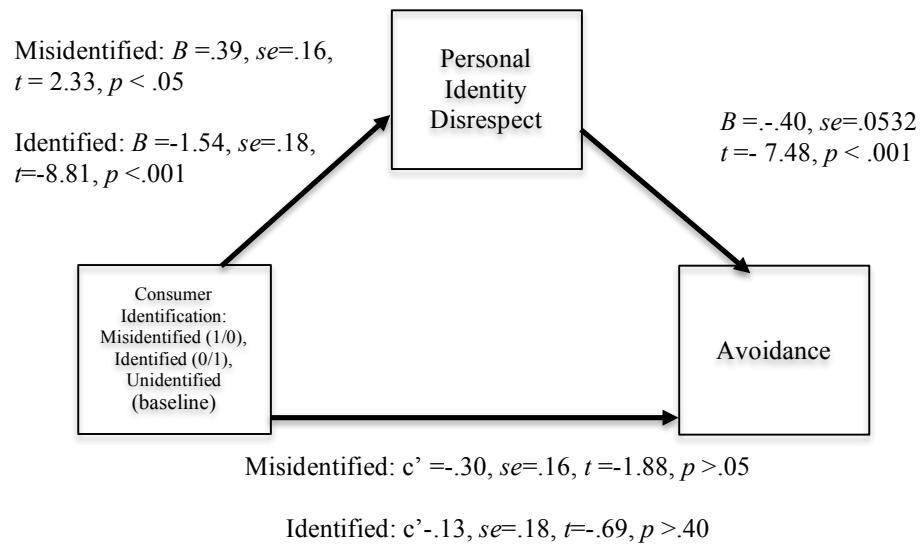 Misidentified: B =.39, se=.16,
t = 2.33, p < .05
Identified: B =-1.54, se=.18,
t=-8.81, p <.001
Personal
Identity
Disrespect
B =.-.40, se=.0532
t =- 7.48, p < .001
Consumer
Identification:
Misidentified (1/0),
Identified (0/1),
Unidentified
(baseline)
Avoidance
Misidentified: c’ =-.30, se=.16, t =-1.88, p >.05
Identified: c’-.13, se=.18, t=-.69, p >.40